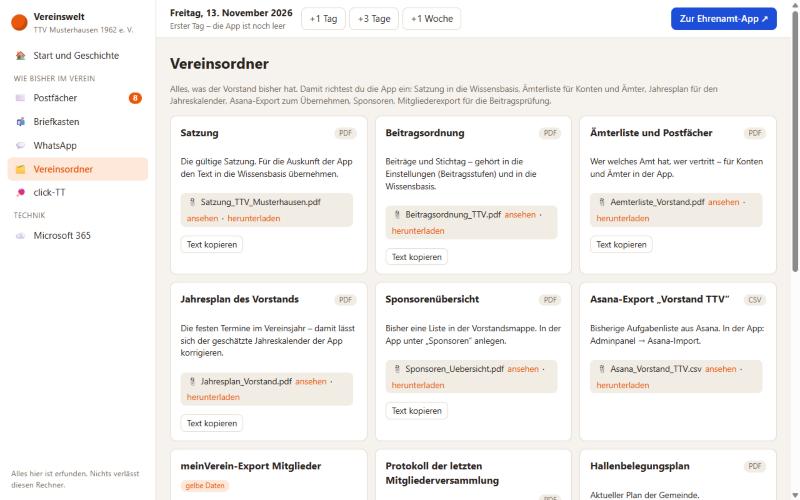 Vereinswelt
TTV Musterhausen 1962 e. V.
Start und Geschichte
WIE BISHER IM VEREIN
Postfächer
8
Briefkasten
WhatsApp
Vereinsordner
click-TT
TECHNIK
Microsoft 365
Alles hier ist erfunden. Nichts verlässt
diesen Rechner.
Freitag, 13. November 2026
Erster Tag – die App ist noch leer
+1 Tag
+3 Tage
+1 Woche
Zur Ehrenamt-App ↗
Vereinsordner
Alles, was der Vorstand bisher hat. Damit richtest du die App ein: Satzung in die Wissensbasis, Ämterliste für Konten und Ämter, Jahresplan für den
Jahreskalender, Asana-Export zum Übernehmen, Sponsoren, Mitgliederexport für die Beitragsprüfung.
Satzung
PDF
Die gültige Satzung. Für die Auskunft der App
den Text in die Wissensbasis übernehmen.
Satzung_TTV_Musterhausen.pdf
ansehen · herunterladen
Text kopieren
Beitragsordnung
PDF
Beiträge und Stichtag – gehört in die
Einstellungen (Beitragsstufen) und in die
Wissensbasis.
Beitragsordnung_TTV.pdf ansehen ·
herunterladen
Text kopieren
Ämterliste und Postfächer
PDF
Wer welches Amt hat, wer vertritt – für Konten
und Ämter in der App.
Aemterliste_Vorstand.pdf ansehen ·
herunterladen
Text kopieren
Jahresplan des Vorstands
PDF
Die festen Termine im Vereinsjahr – damit lässt
sich der geschätzte Jahreskalender der App
korrigieren.
Jahresplan_Vorstand.pdf ansehen ·
herunterladen
Text kopieren
Sponsorenübersicht
PDF
Bisher eine Liste in der Vorstandsmappe. In der
App unter „Sponsoren“ anlegen.
Sponsoren_Uebersicht.pdf ansehen ·
herunterladen
Text kopieren
Asana-Export „Vorstand TTV“
CSV
Bisherige Aufgabenliste aus Asana. In der App:
Adminpanel → Asana-Import.
Asana_Vorstand_TTV.csv ansehen ·
herunterladen
meinVerein-Export Mitglieder
gelbe Daten
Protokoll der letzten
Mitgliederversammlung
PDF
Hallenbelegungsplan
PDF
Aktueller Plan der Gemeinde.